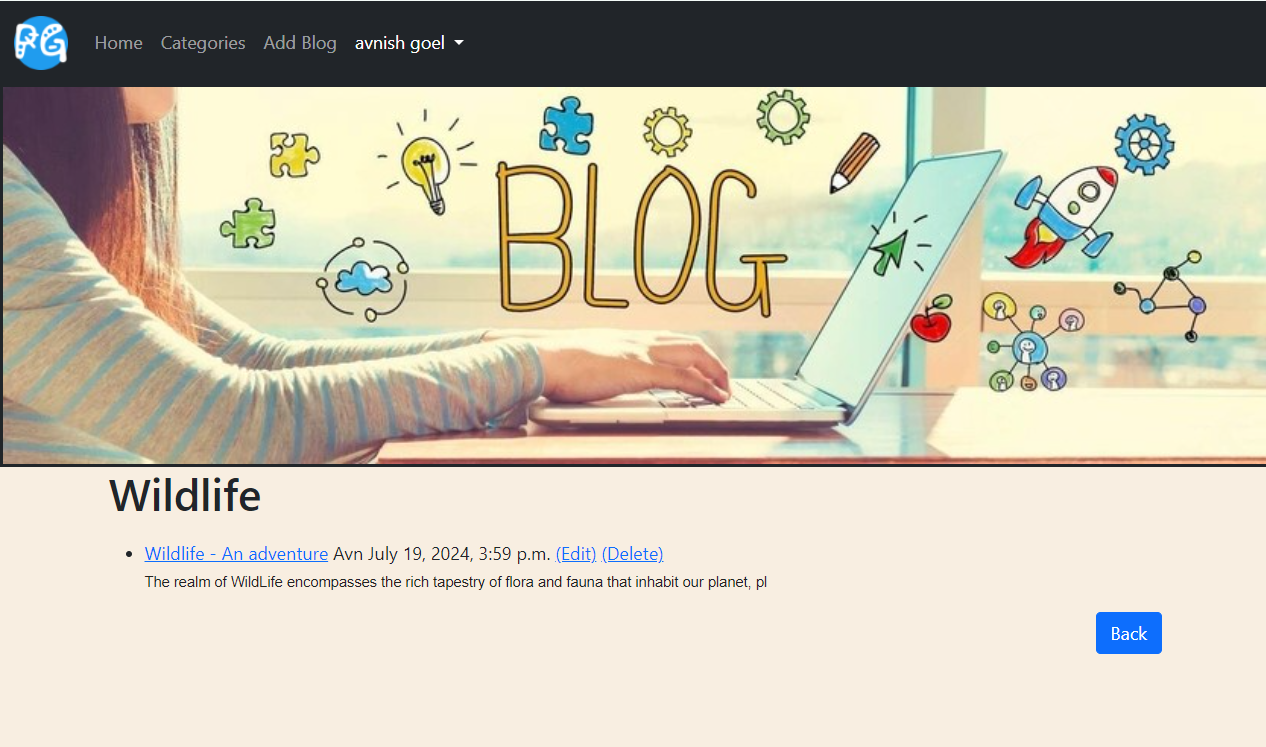 RG
Home Categories Add Blog avnish goel
BLOG
Wildlife
Wildlife - An adventure Avn July 19, 2024, 3:59 p.m. (Edit) (Delete)
The realm of WildLife encompasses the rich tapestry of flora and fauna that inhabit our planet, pl
Back